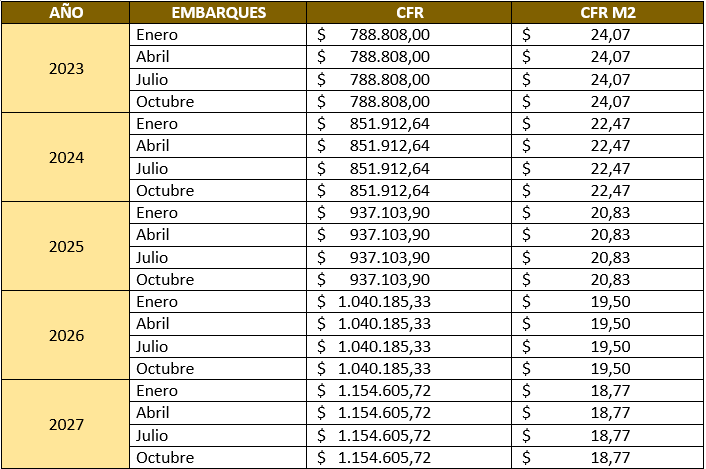 AÑO EMBARQUES CFR CFR M2
2023 Enero $ 788.808,00 $ 24,07
Abril $ 788.808,00 $ 24,07
Julio $ 788.808,00 $ 24,07
Octubre $ 788.808,00 $ 24,07
2024 Enero $ 851.912,64 $ 22,47
Abril $ 851.912,64 $ 22,47
Julio $ 851.912,64 $ 22,47
Octubre $ 851.912,64 $ 22,47
2025 Enero $ 937.103,90 $ 20,83
Abril $ 937.103,90 $ 20,83
Julio $ 937.103,90 $ 20,83
Octubre $ 937.103,90 $ 20,83
2026 Enero $ 1.040.185,33 $ 19,50
Abril $ 1.040.185,33 $ 19,50
Julio $ 1.040.185,33 $ 19,50
Octubre $ 1.040.185,33 $ 19,50
2027 Enero $ 1.154.605,72 $ 18,77
Abril $ 1.154.605,72 $ 18,77
Julio $ 1.154.605,72 $ 18,77
Octubre $ 1.154.605,72 $ 18,77